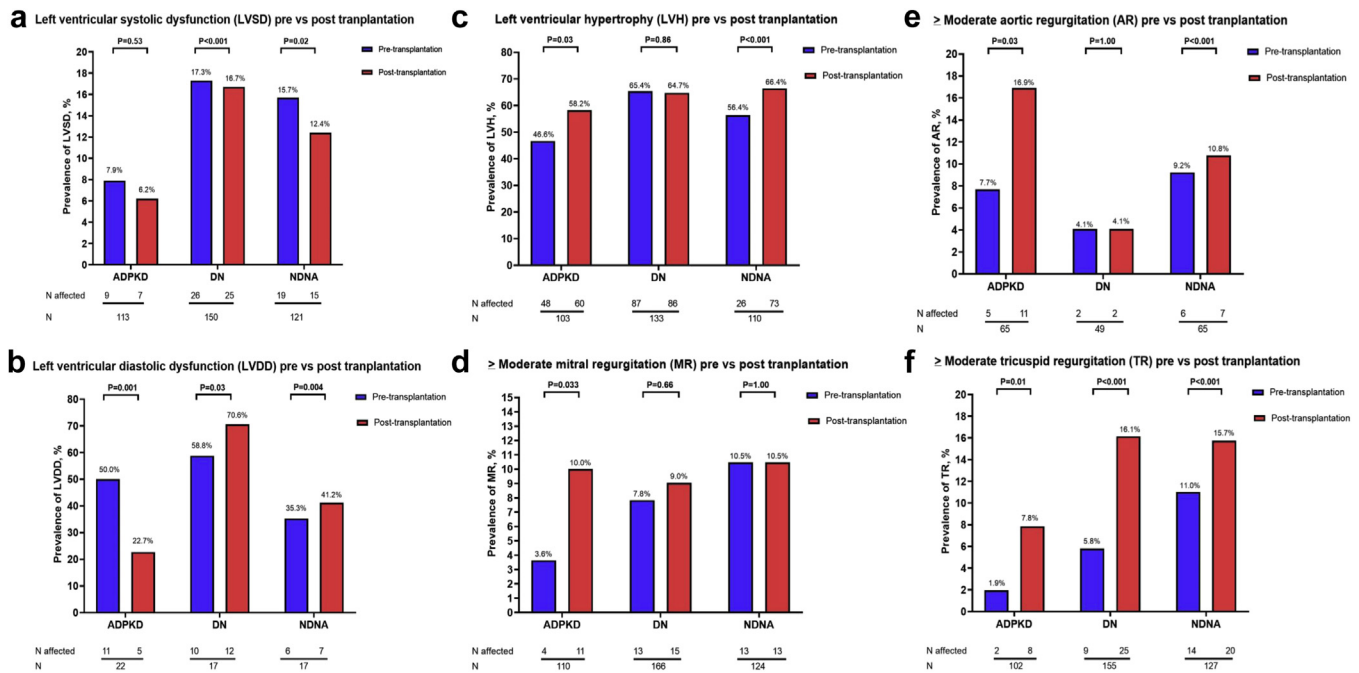 a Left ventricular systolic dysfunction (LVSD) pre vs post tranplantation
P=0.53 P<0.001 P=0.02
Pre-transplantation
Post-transplantation
Prevalence of LVSD, %
20
18
16
14
12
10
8
6
4
2
0
7.9% 6.2% 17.3% 16.7% 15.7% 12.4%
ADPKD DN NDNA
N affected 9 7 26 25 19 15
N 113 150 121
b Left ventricular diastolic dysfunction (LVDD) pre vs post tranplantation
P=0.001 P=0.03 P=0.004
Pre-transplantation
Post-transplantation
Prevalence of LVDD, %
80
70
60
50
40
30
20
10
0
50.0% 22.7% 58.8% 70.6% 35.3% 41.2%
ADPKD DN NDNA
N affected 11 5 10 12 6 7
N 22 17 17
c Left ventricular hypertrophy (LVH) pre vs post tranplantation
P=0.03 P=0.86 P<0.001
Pre-transplantation
Post-transplantation
Prevalence of LVH, %
80
75
70
65
60
55
50
45
40
35
30
25
20
15
10
5
0
46.6% 58.2% 65.4% 64.7% 56.4% 66.4%
ADPKD DN NDNA
N affected 48 60 87 86 26 73
N 103 133 110
d ≥ Moderate mitral regurgitation (MR) pre vs post tranplantation
P=0.033 P=0.66 P=1.00
Pre-transplantation
Post-transplantation
Prevalence of MR, %
15
14
13
12
11
10
9
8
7
6
5
4
3
2
1
0
3.6% 10.0% 7.8% 9.0% 10.5% 10.5%
ADPKD DN NDNA
N affected 4 11 13 15 13 13
N 110 166 124
e ≥ Moderate aortic regurgitation (AR) pre vs post tranplantation
P=0.03 P=1.00 P<0.001
Pre-transplantation
Post-transplantation
Prevalence of AR, %
20
18
16
14
12
10
8
6
4
2
0
7.7% 16.9% 4.1% 4.1% 9.2% 10.8%
ADPKD DN NDNA
N affected 5 11 2 2 6 7
N 65 49 65
f ≥ Moderate tricuspid regurgitation (TR) pre vs post tranplantation
P=0.01 P<0.001 P<0.001
Pre-transplantation
Post-transplantation
Prevalence of TR, %
20
18
16
14
12
10
8
6
4
2
0
1.9% 7.8% 5.8% 16.1% 11.0% 15.7%
ADPKD DN NDNA
N affected 2 8 9 25 14 20
N 102 155 127